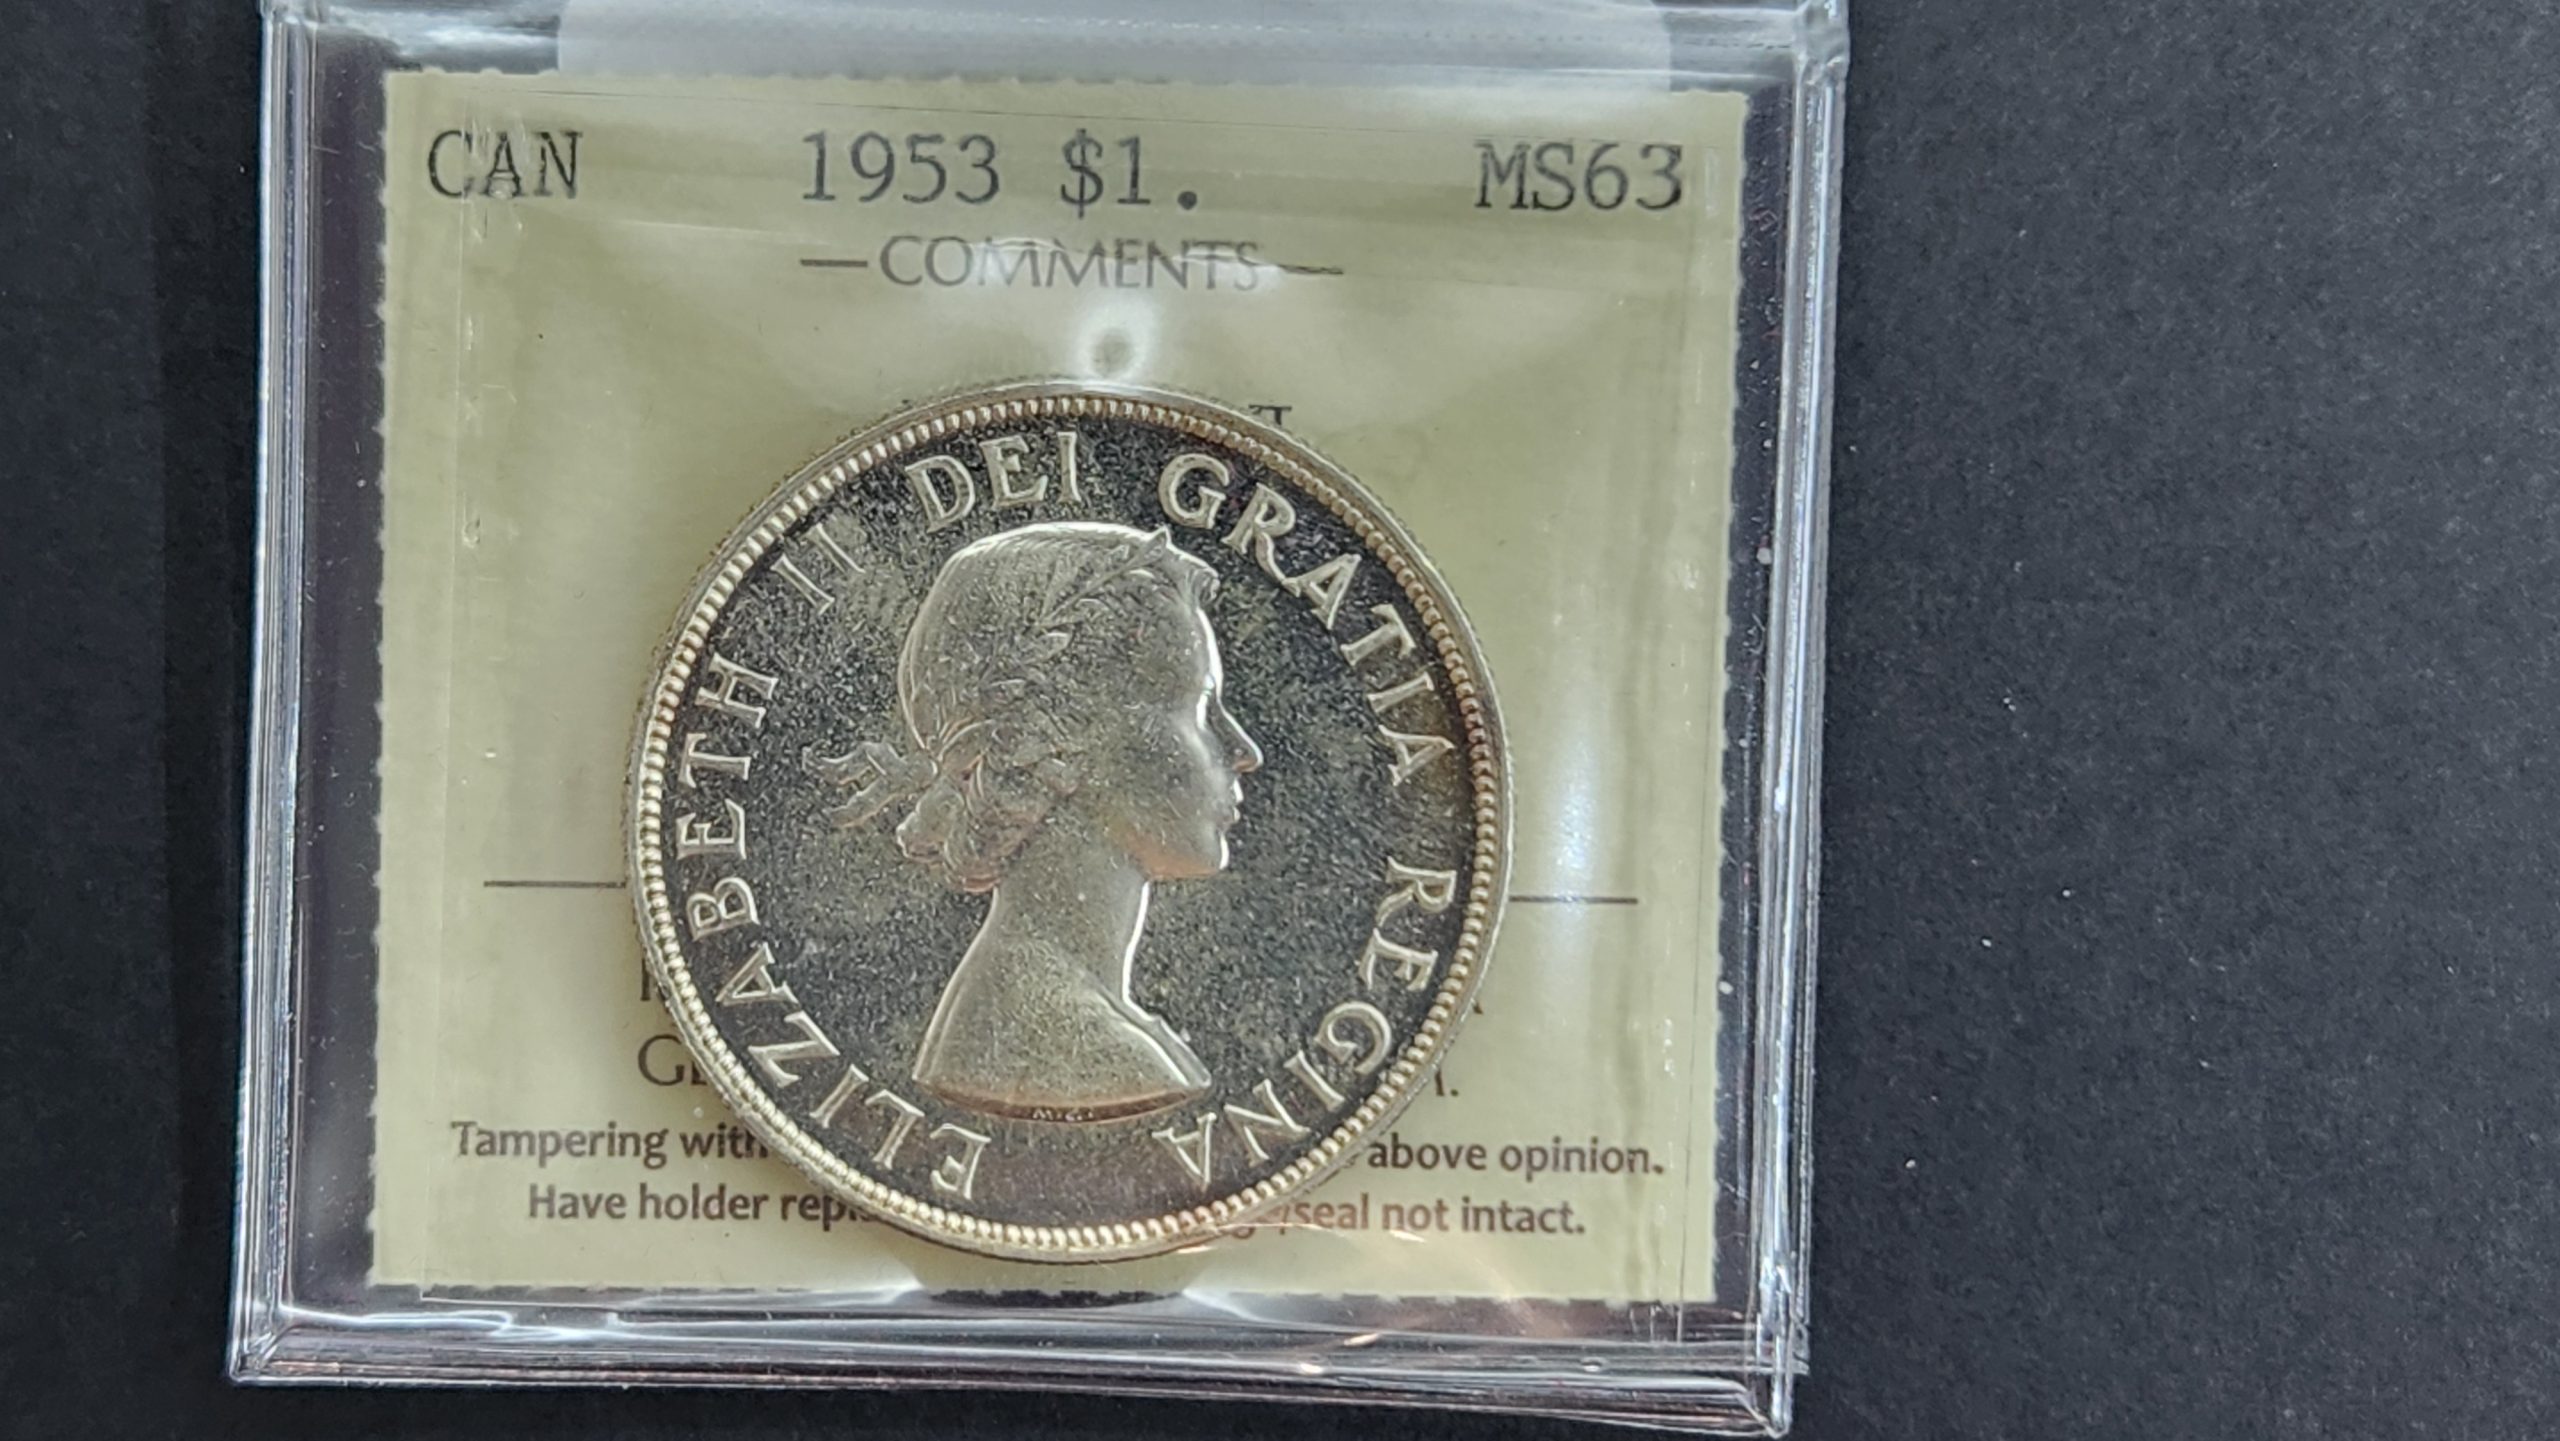 CAN 1953 $1. MS63
COMMENTS
ELIZABETH II DEI GRATIA REGINA
M.G.
Tampering with above opinion.
Have holder /seal not intact.